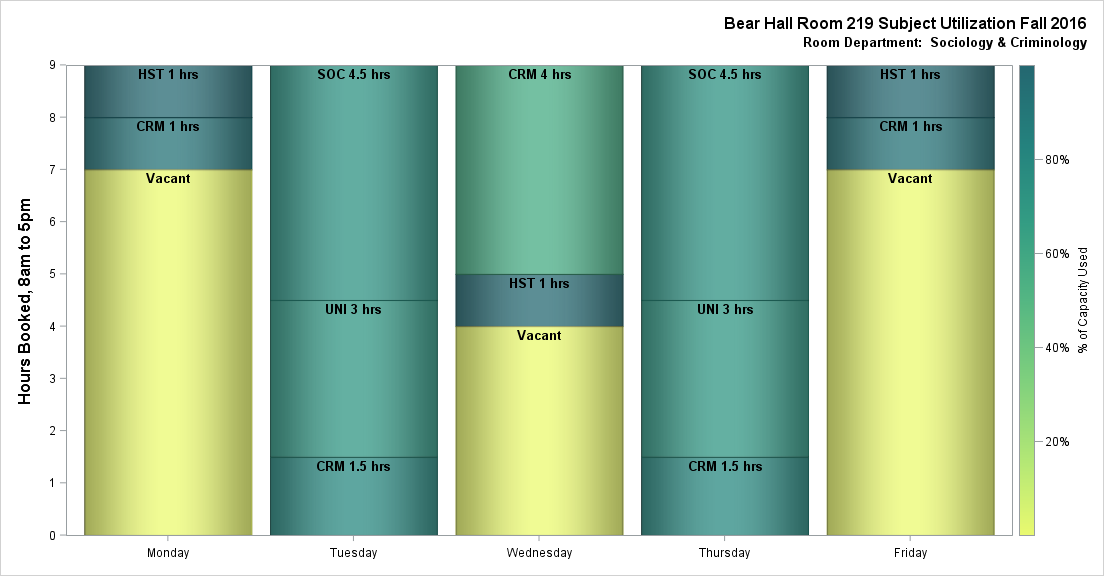 Bear Hall Room 219 Subject Utilization Fall 2016
Room Department:  Sociology & Criminology
Hours Booked, 8am to 5pm
9
8
7
6
5
4
3
2
1
0
HST 1 hrs
CRM 1 hrs
Vacant
SOC 4.5 hrs
UNI 3 hrs
CRM 1.5 hrs
CRM 4 hrs
HST 1 hrs
Vacant
SOC 4.5 hrs
UNI 3 hrs
CRM 1.5 hrs
HST 1 hrs
CRM 1 hrs
Vacant
Monday
Tuesday
Wednesday
Thursday
Friday
80%
60%
40%
20%
% of Capacity Used